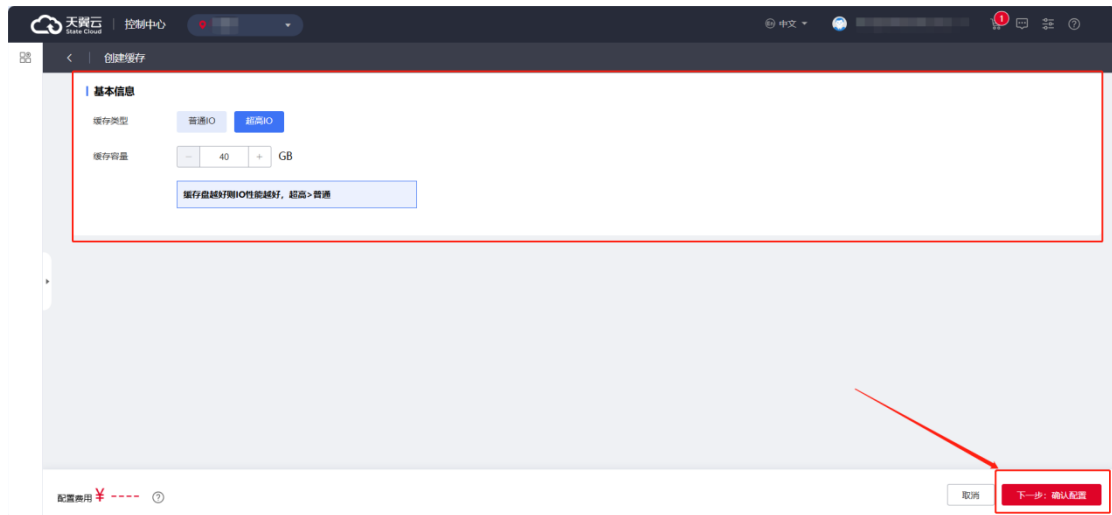 天翼云 State Cloud 控制中心 中文 1
创建缓存
基本信息
缓存类型 普通IO 超高IO
缓存容量 − 40 + GB
缓存盘越好则IO性能越好，超高>普通
配置费用 ¥ ---- ? 取消 下一步：确认配置